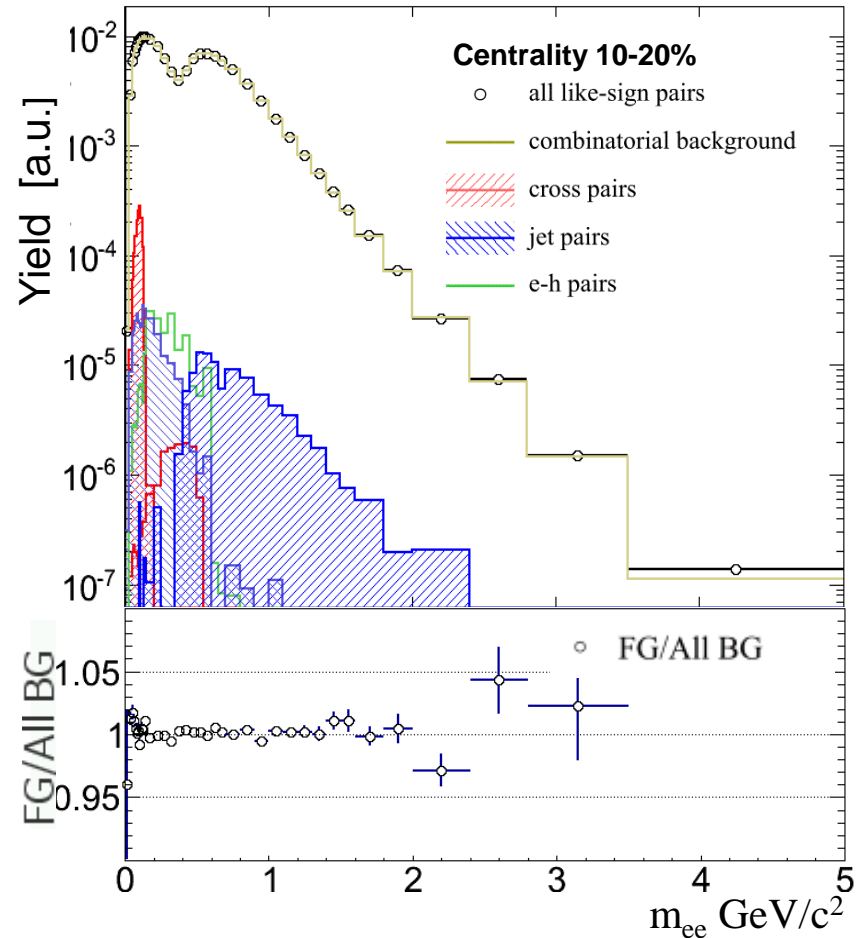 Yield [a.u.]
10⁻²
10⁻³
10⁻⁴
10⁻⁵
10⁻⁶
10⁻⁷
Centrality 10-20%
all like-sign pairs
combinatorial background
cross pairs
jet pairs
e-h pairs
FG/All BG
1.05
1
0.95
FG/All BG
0 1 2 3 4 5
mₑₑ GeV/c²